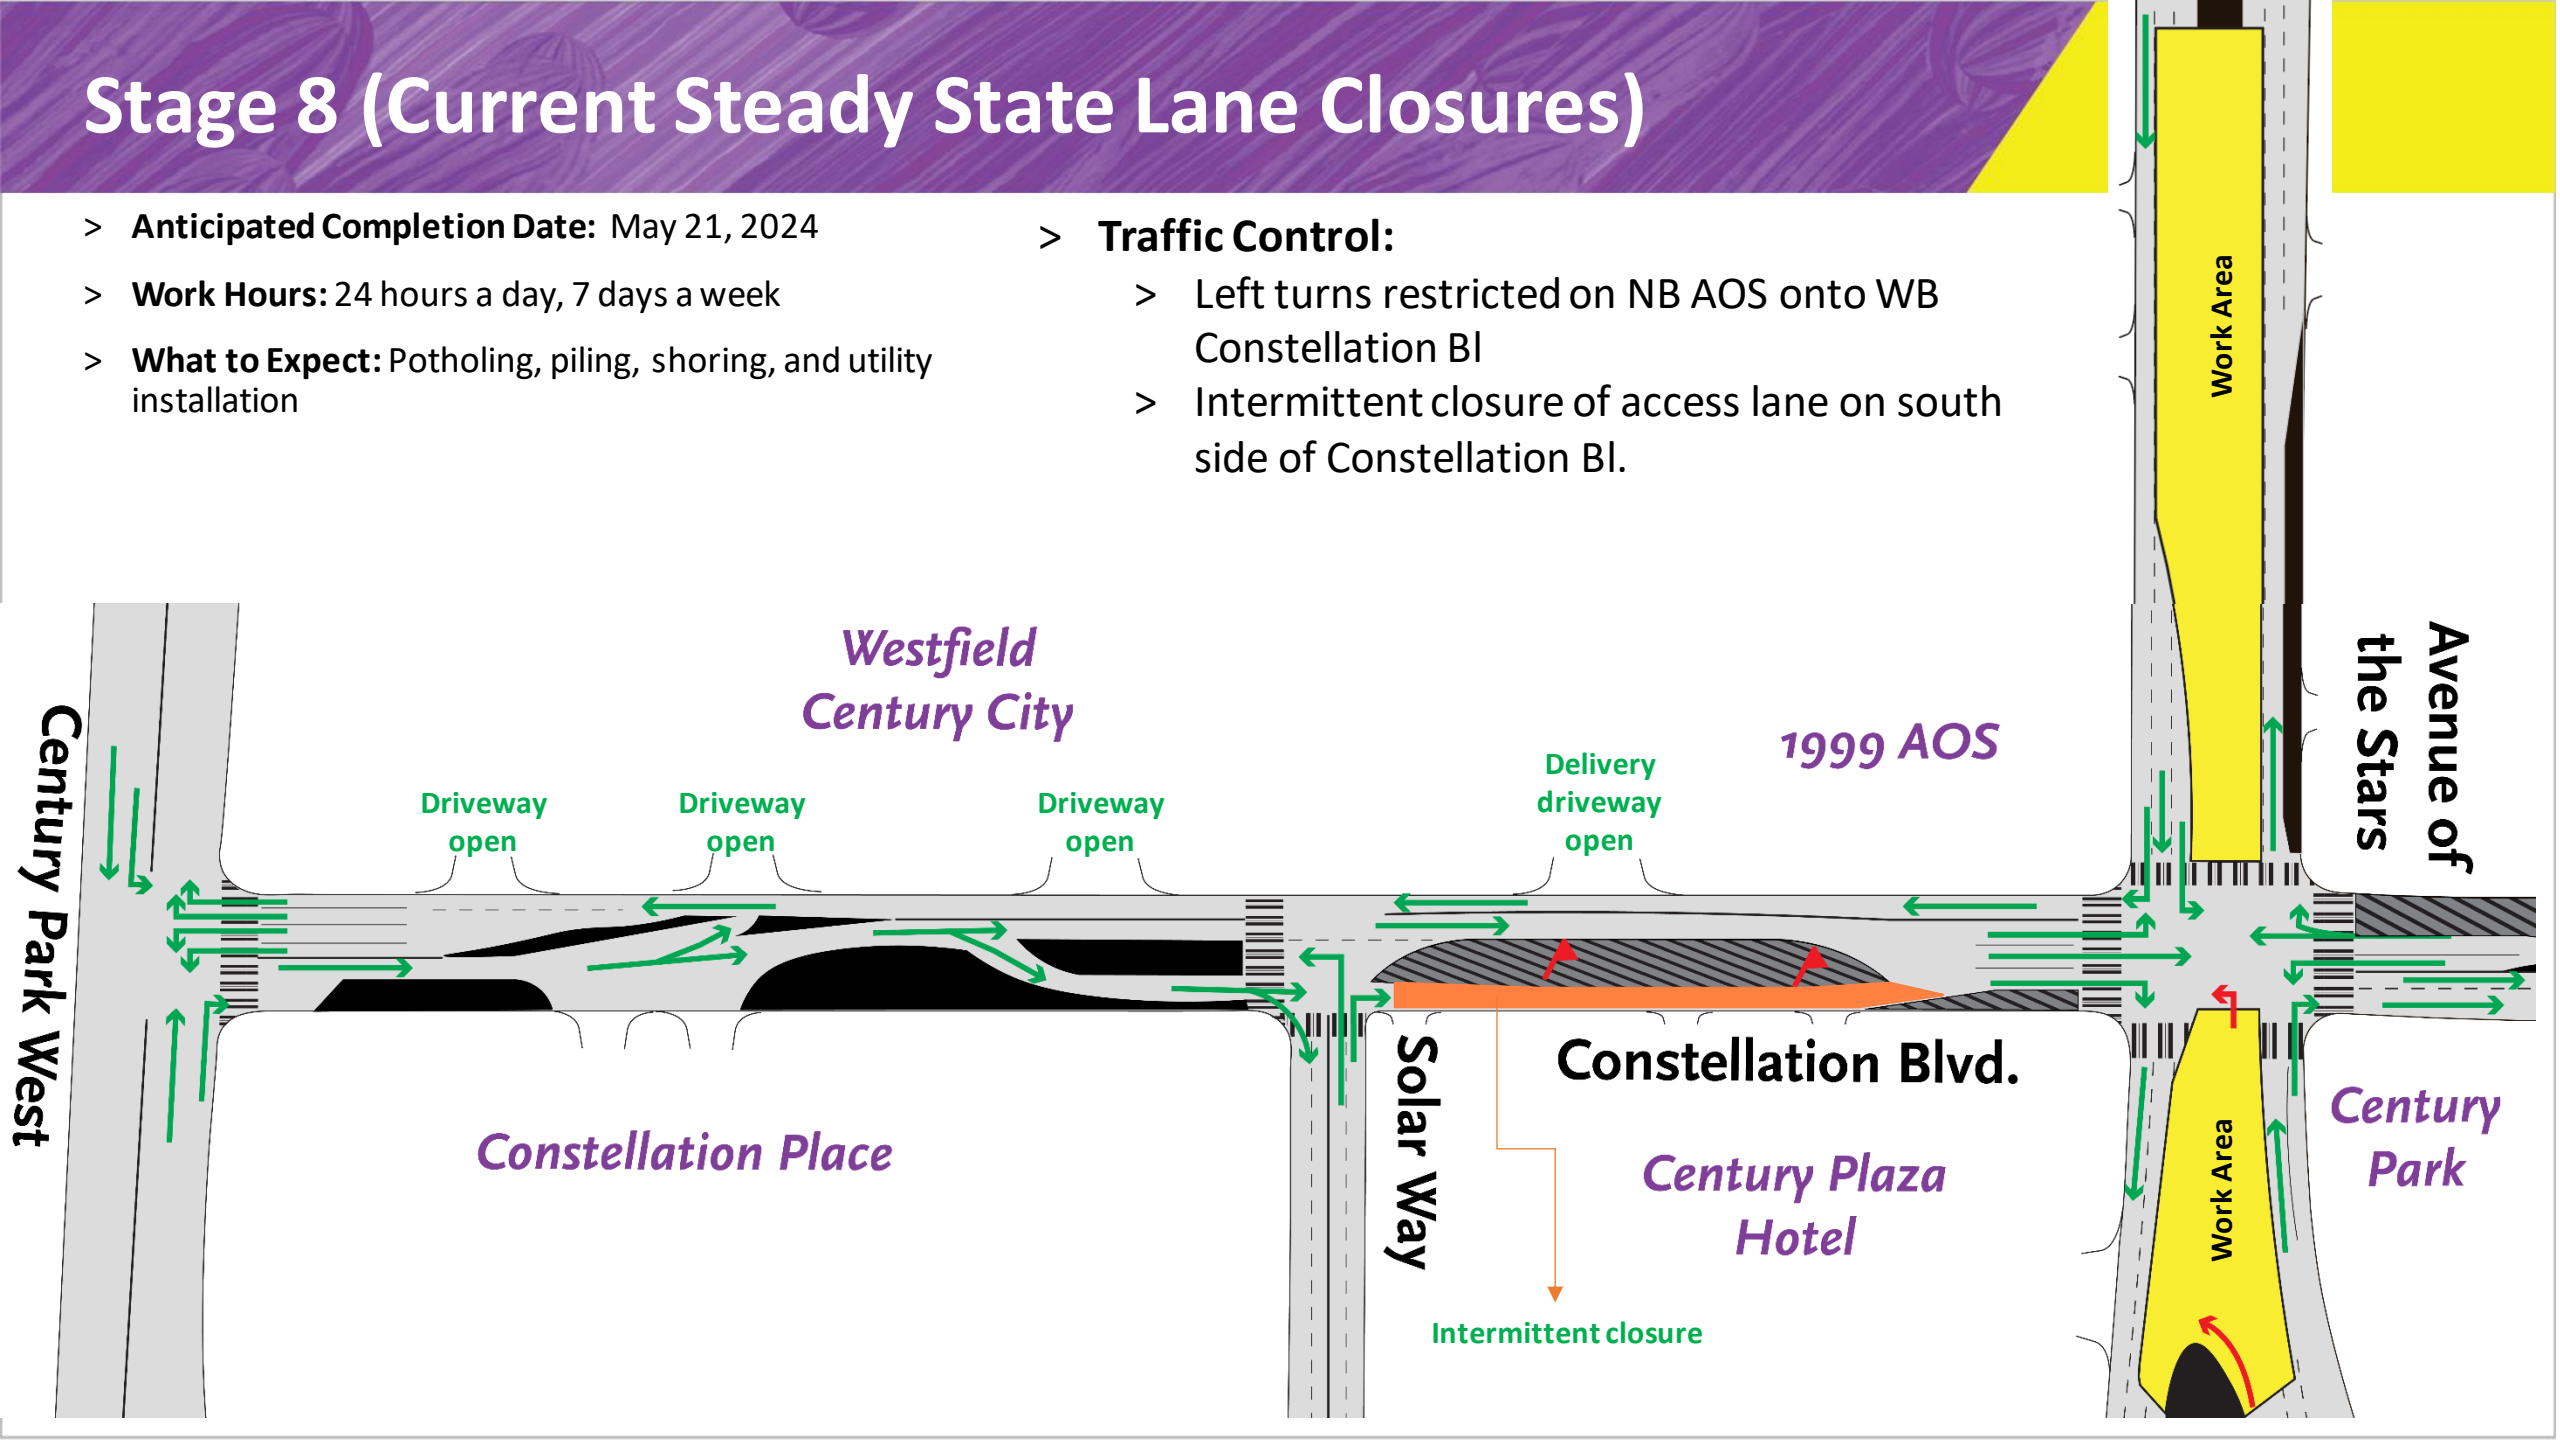 Stage 8 (Current Steady State Lane Closures)
> Anticipated Completion Date: May 21, 2024
> Work Hours: 24 hours a day, 7 days a week
> What to Expect: Potholing, piling, shoring, and utility
installation
> Traffic Control:
> Left turns restricted on NB AOS onto WB
Constellation Bl
> Intermittent closure of access lane on south
side of Constellation Bl.
Work Area
Westfield
Century City
1999 AOS
Avenue of
the Stars
Century Park West
Driveway
open
Driveway
open
Driveway
open
Delivery
driveway
open
Solar Way
Constellation Blvd.
Constellation Place
Century Plaza
Hotel
Work Area
Century
Park
Intermittent closure